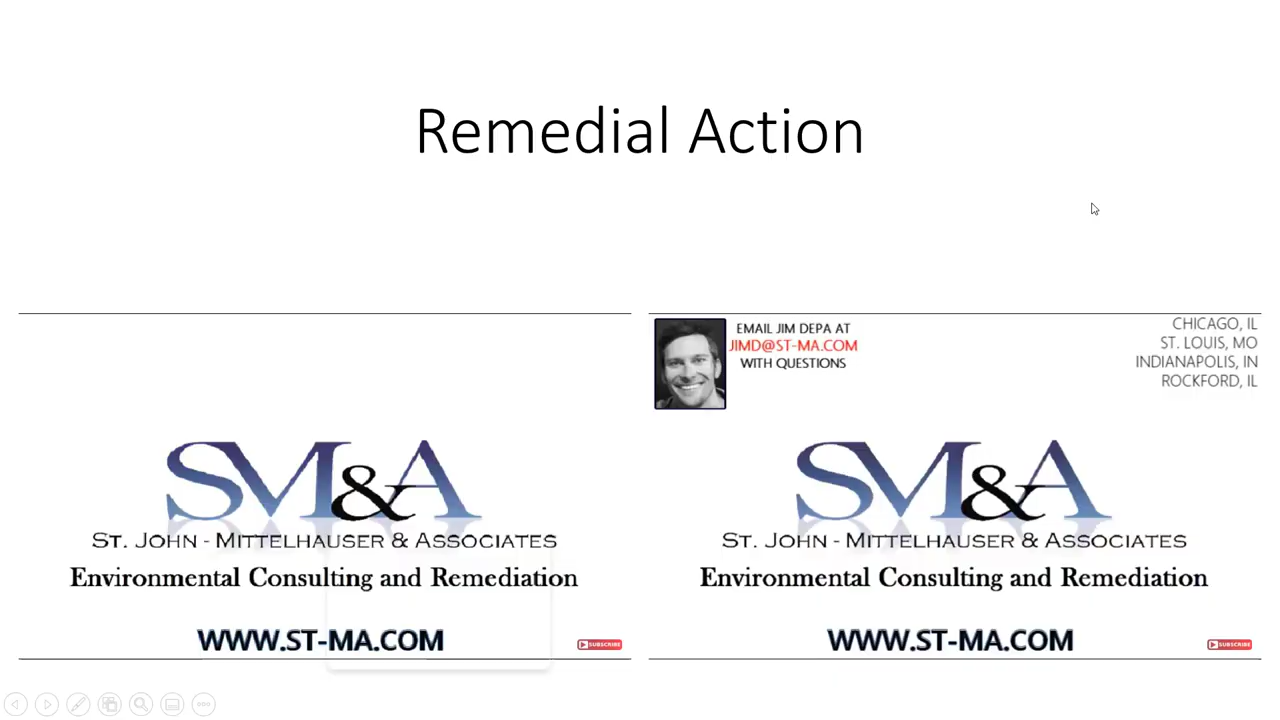 Remedial Action
SM&A
ST. JOHN - MITTELHAUSER & ASSOCIATES
Environmental Consulting and Remediation
WWW.ST-MA.COM
SUBSCRIBE
EMAIL JIM DEPA AT
JIMD@ST-MA.COM
WITH QUESTIONS
CHICAGO, IL
ST. LOUIS, MO
INDIANAPOLIS, IN
ROCKFORD, IL
SM&A
ST. JOHN - MITTELHAUSER & ASSOCIATES
Environmental Consulting and Remediation
WWW.ST-MA.COM
SUBSCRIBE